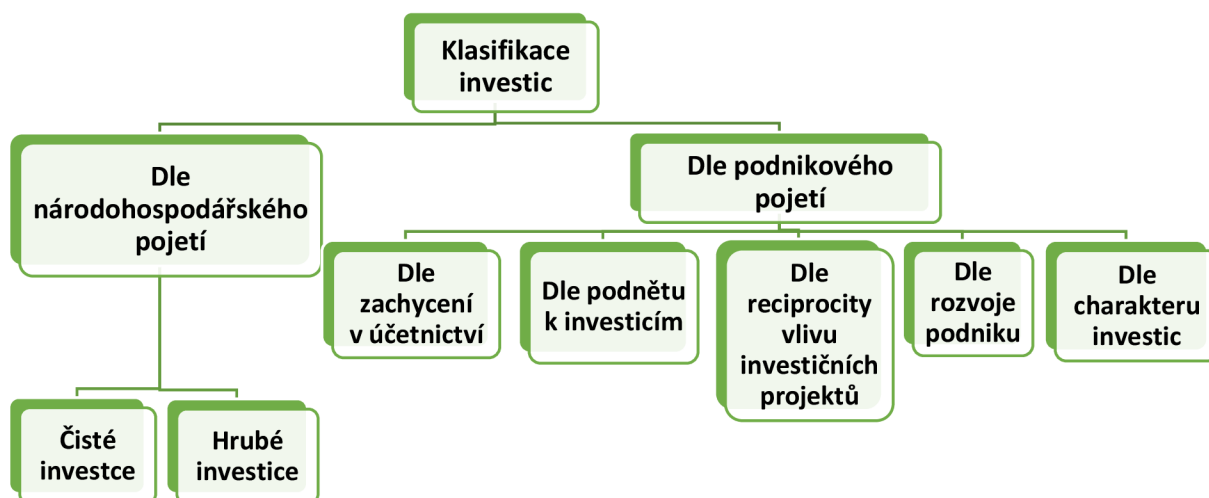 Klasifikace
investic
Dle
národohospodářského
pojetí
Dle podnikového
pojetí
Dle
zachycení
v účetnictví
Dle podnětu
k investicím
Dle
reciprocity
vlivu
investičních
projektů
Dle
rozvoje
podniku
Dle
charakteru
investic
Čisté
investce
Hrubé
investice